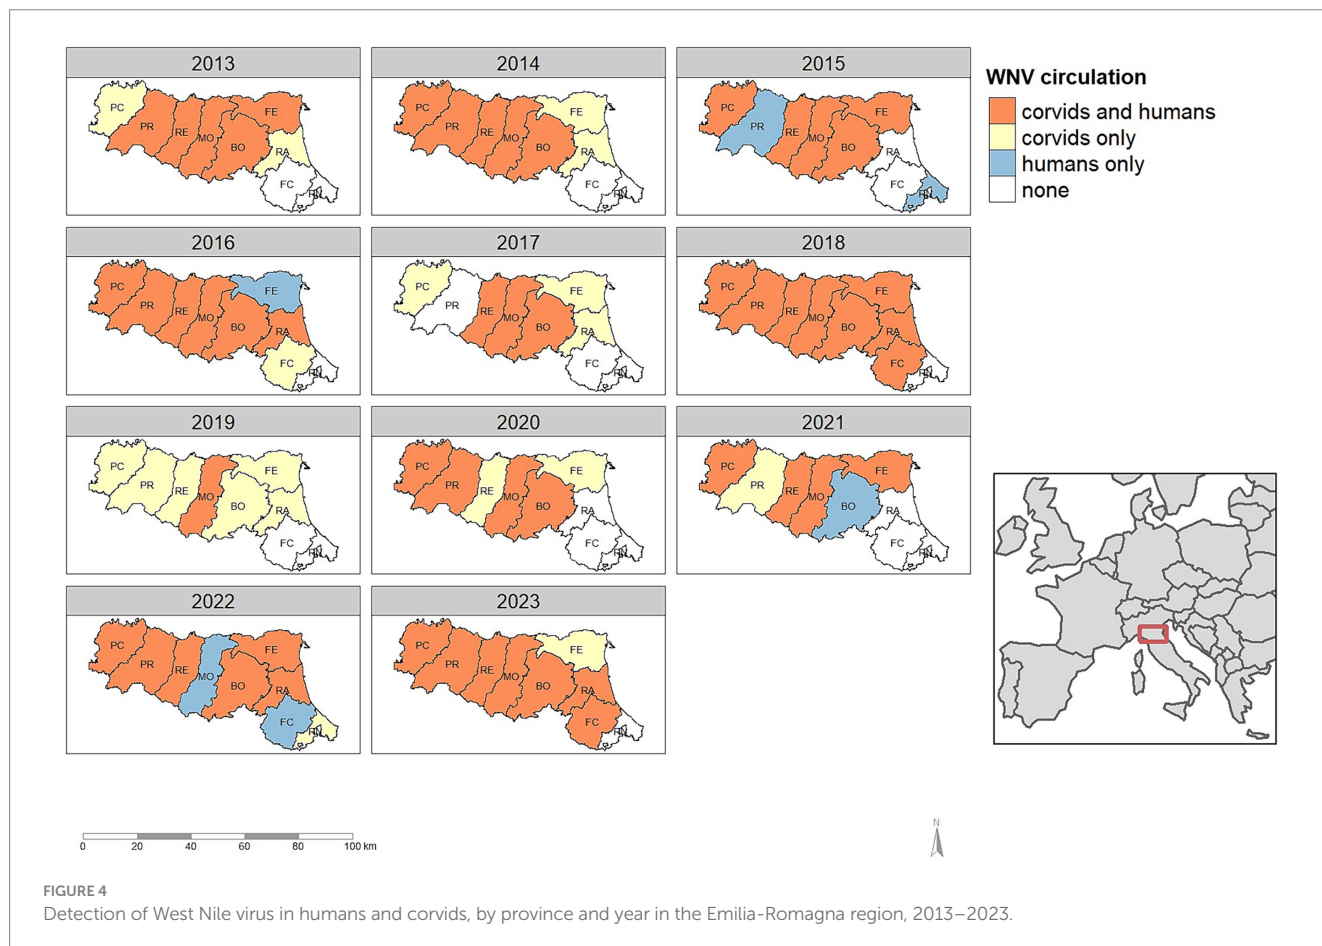 2013
2014
2015
PC
PR
RE
MO
BO
FE
RA
FC
RN
PC
PR
RE
MO
BO
FE
RA
FC
RN
PC
PR
RE
MO
BO
FE
RA
FC
RN
WNV circulation
corvids and humans
corvids only
humans only
none
2016
2017
2018
PC
PR
RE
MO
BO
FE
RA
FC
RN
PC
PR
RE
MO
BO
FE
RA
FC
RN
PC
PR
RE
MO
BO
FE
RA
FC
RN
2019
2020
2021
PC
PR
RE
MO
BO
FE
RA
FC
RN
PC
PR
RE
MO
BO
FE
RA
FC
RN
PC
PR
RE
MO
BO
FE
RA
FC
RN
2022
2023
PC
PR
RE
MO
BO
FE
RA
FC
RN
PC
PR
RE
MO
BO
FE
RA
FC
RN
0 20 40 60 80 100 km
N
FIGURE 4
Detection of West Nile virus in humans and corvids, by province and year in the Emilia-Romagna region, 2013–2023.